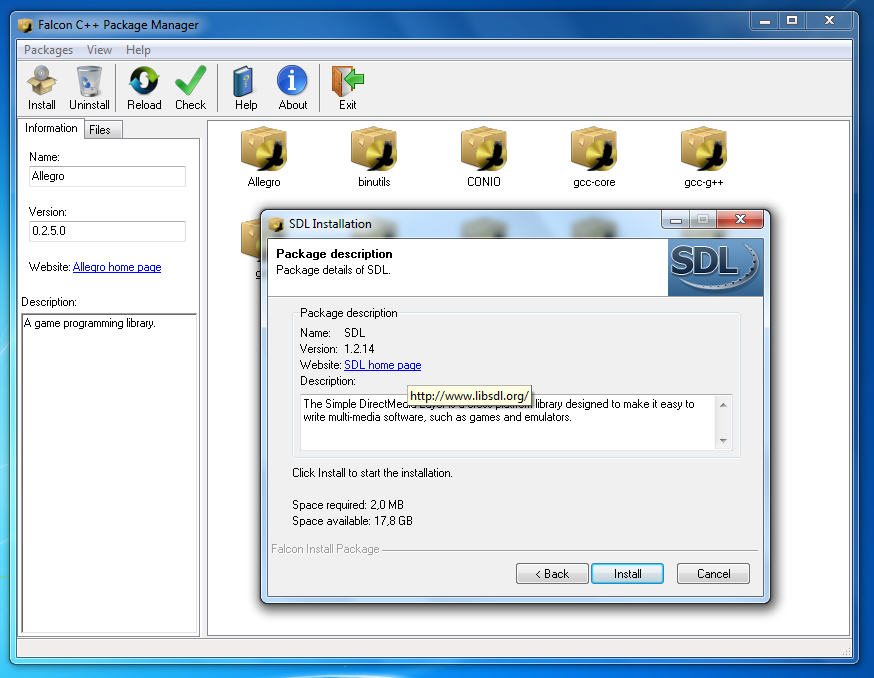 Falcon C++ Package Manager
Packages View Help
Install Uninstall Reload Check Help About Exit
Information Files
Name:
Allegro
Version:
0.2.5.0
Website: Allegro home page
Description:
A game programming library.
Allegro binutils CONIO gcc-core gcc-g++
SDL Installation
Package description
Package details of SDL.
SDL
Package description
Name: SDL
Version: 1.2.14
Website: SDL home page
Description:
http://www.libsdl.org/
The Simple DirectMedia library designed to make it easy to
write multi-media software, such as games and emulators.
Click Install to start the installation.
Space required: 2,0 MB
Space available: 17,8 GB
Falcon Install Package
< Back Install Cancel